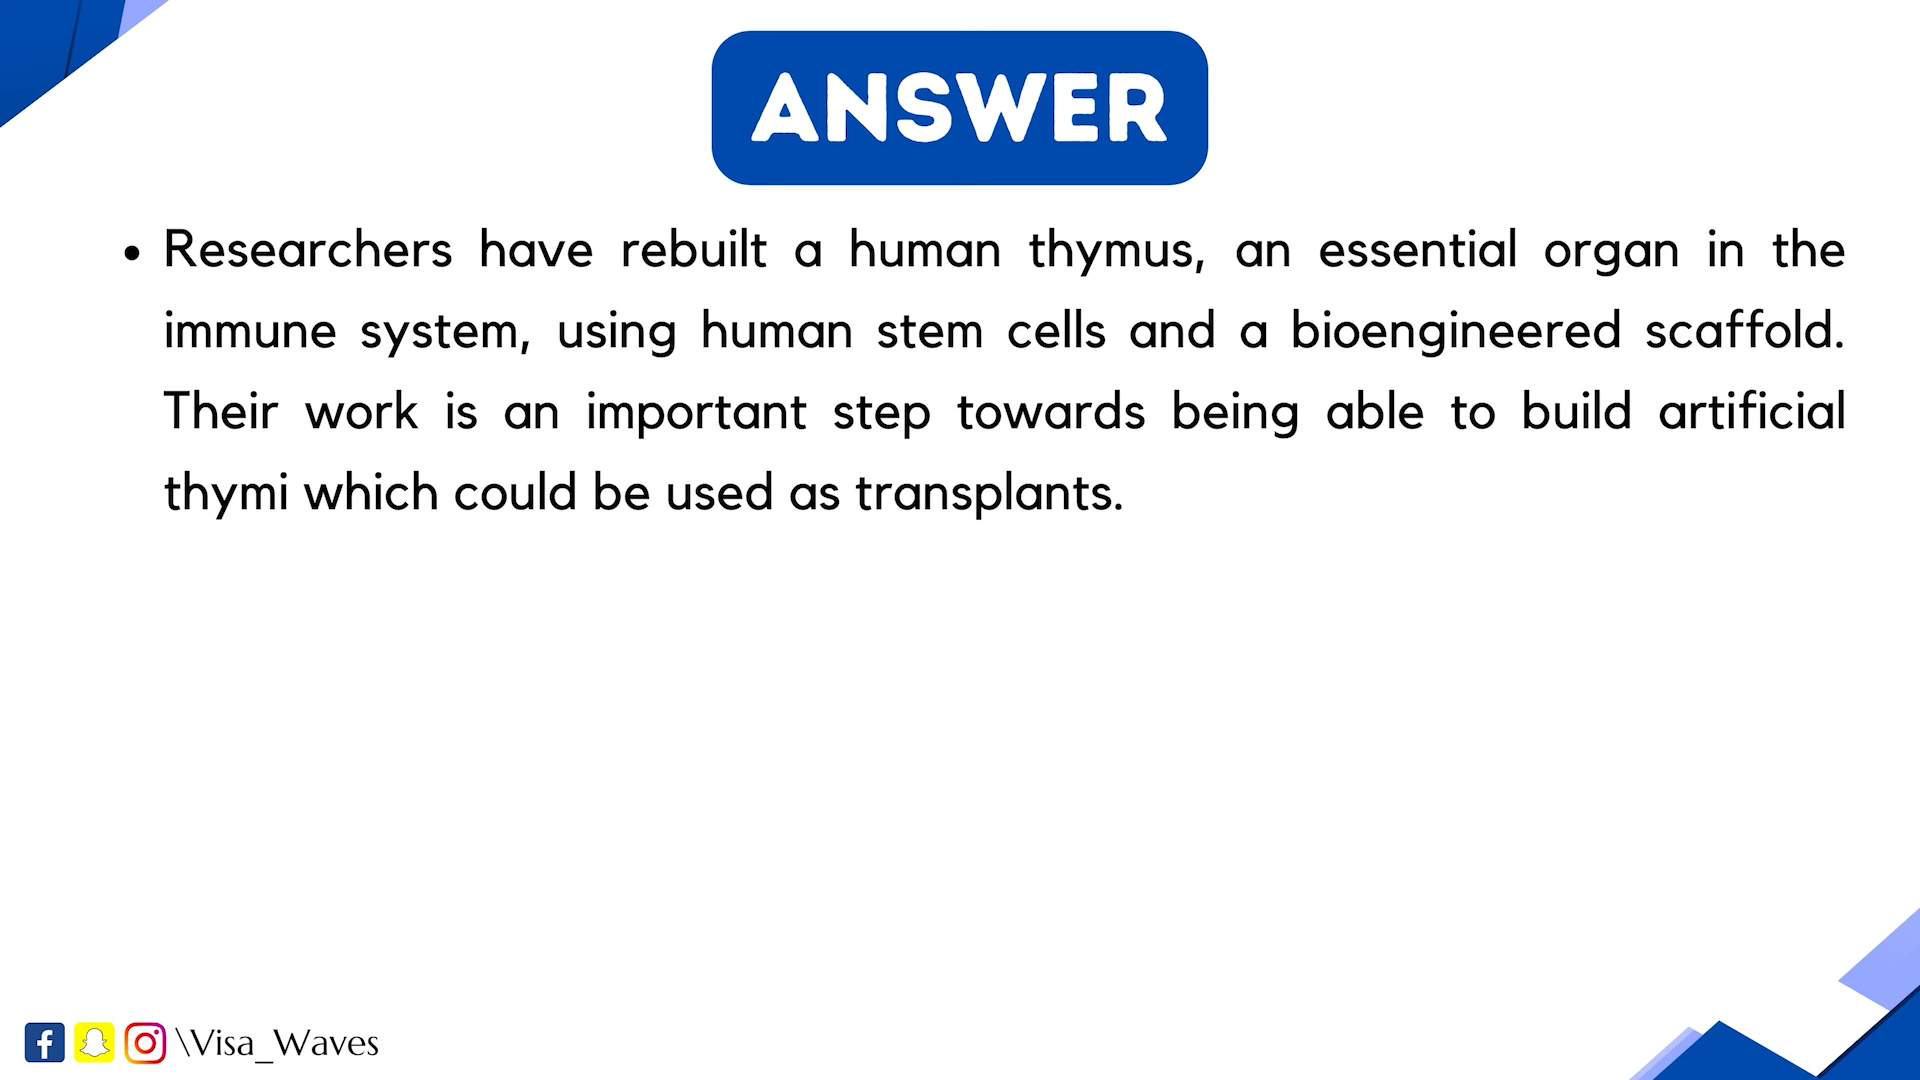 ANSWER
• Researchers have rebuilt a human thymus, an essential organ in the
immune system, using human stem cells and a bioengineered scaffold.
Their work is an important step towards being able to build artificial
thymi which could be used as transplants.
\Visa_Waves